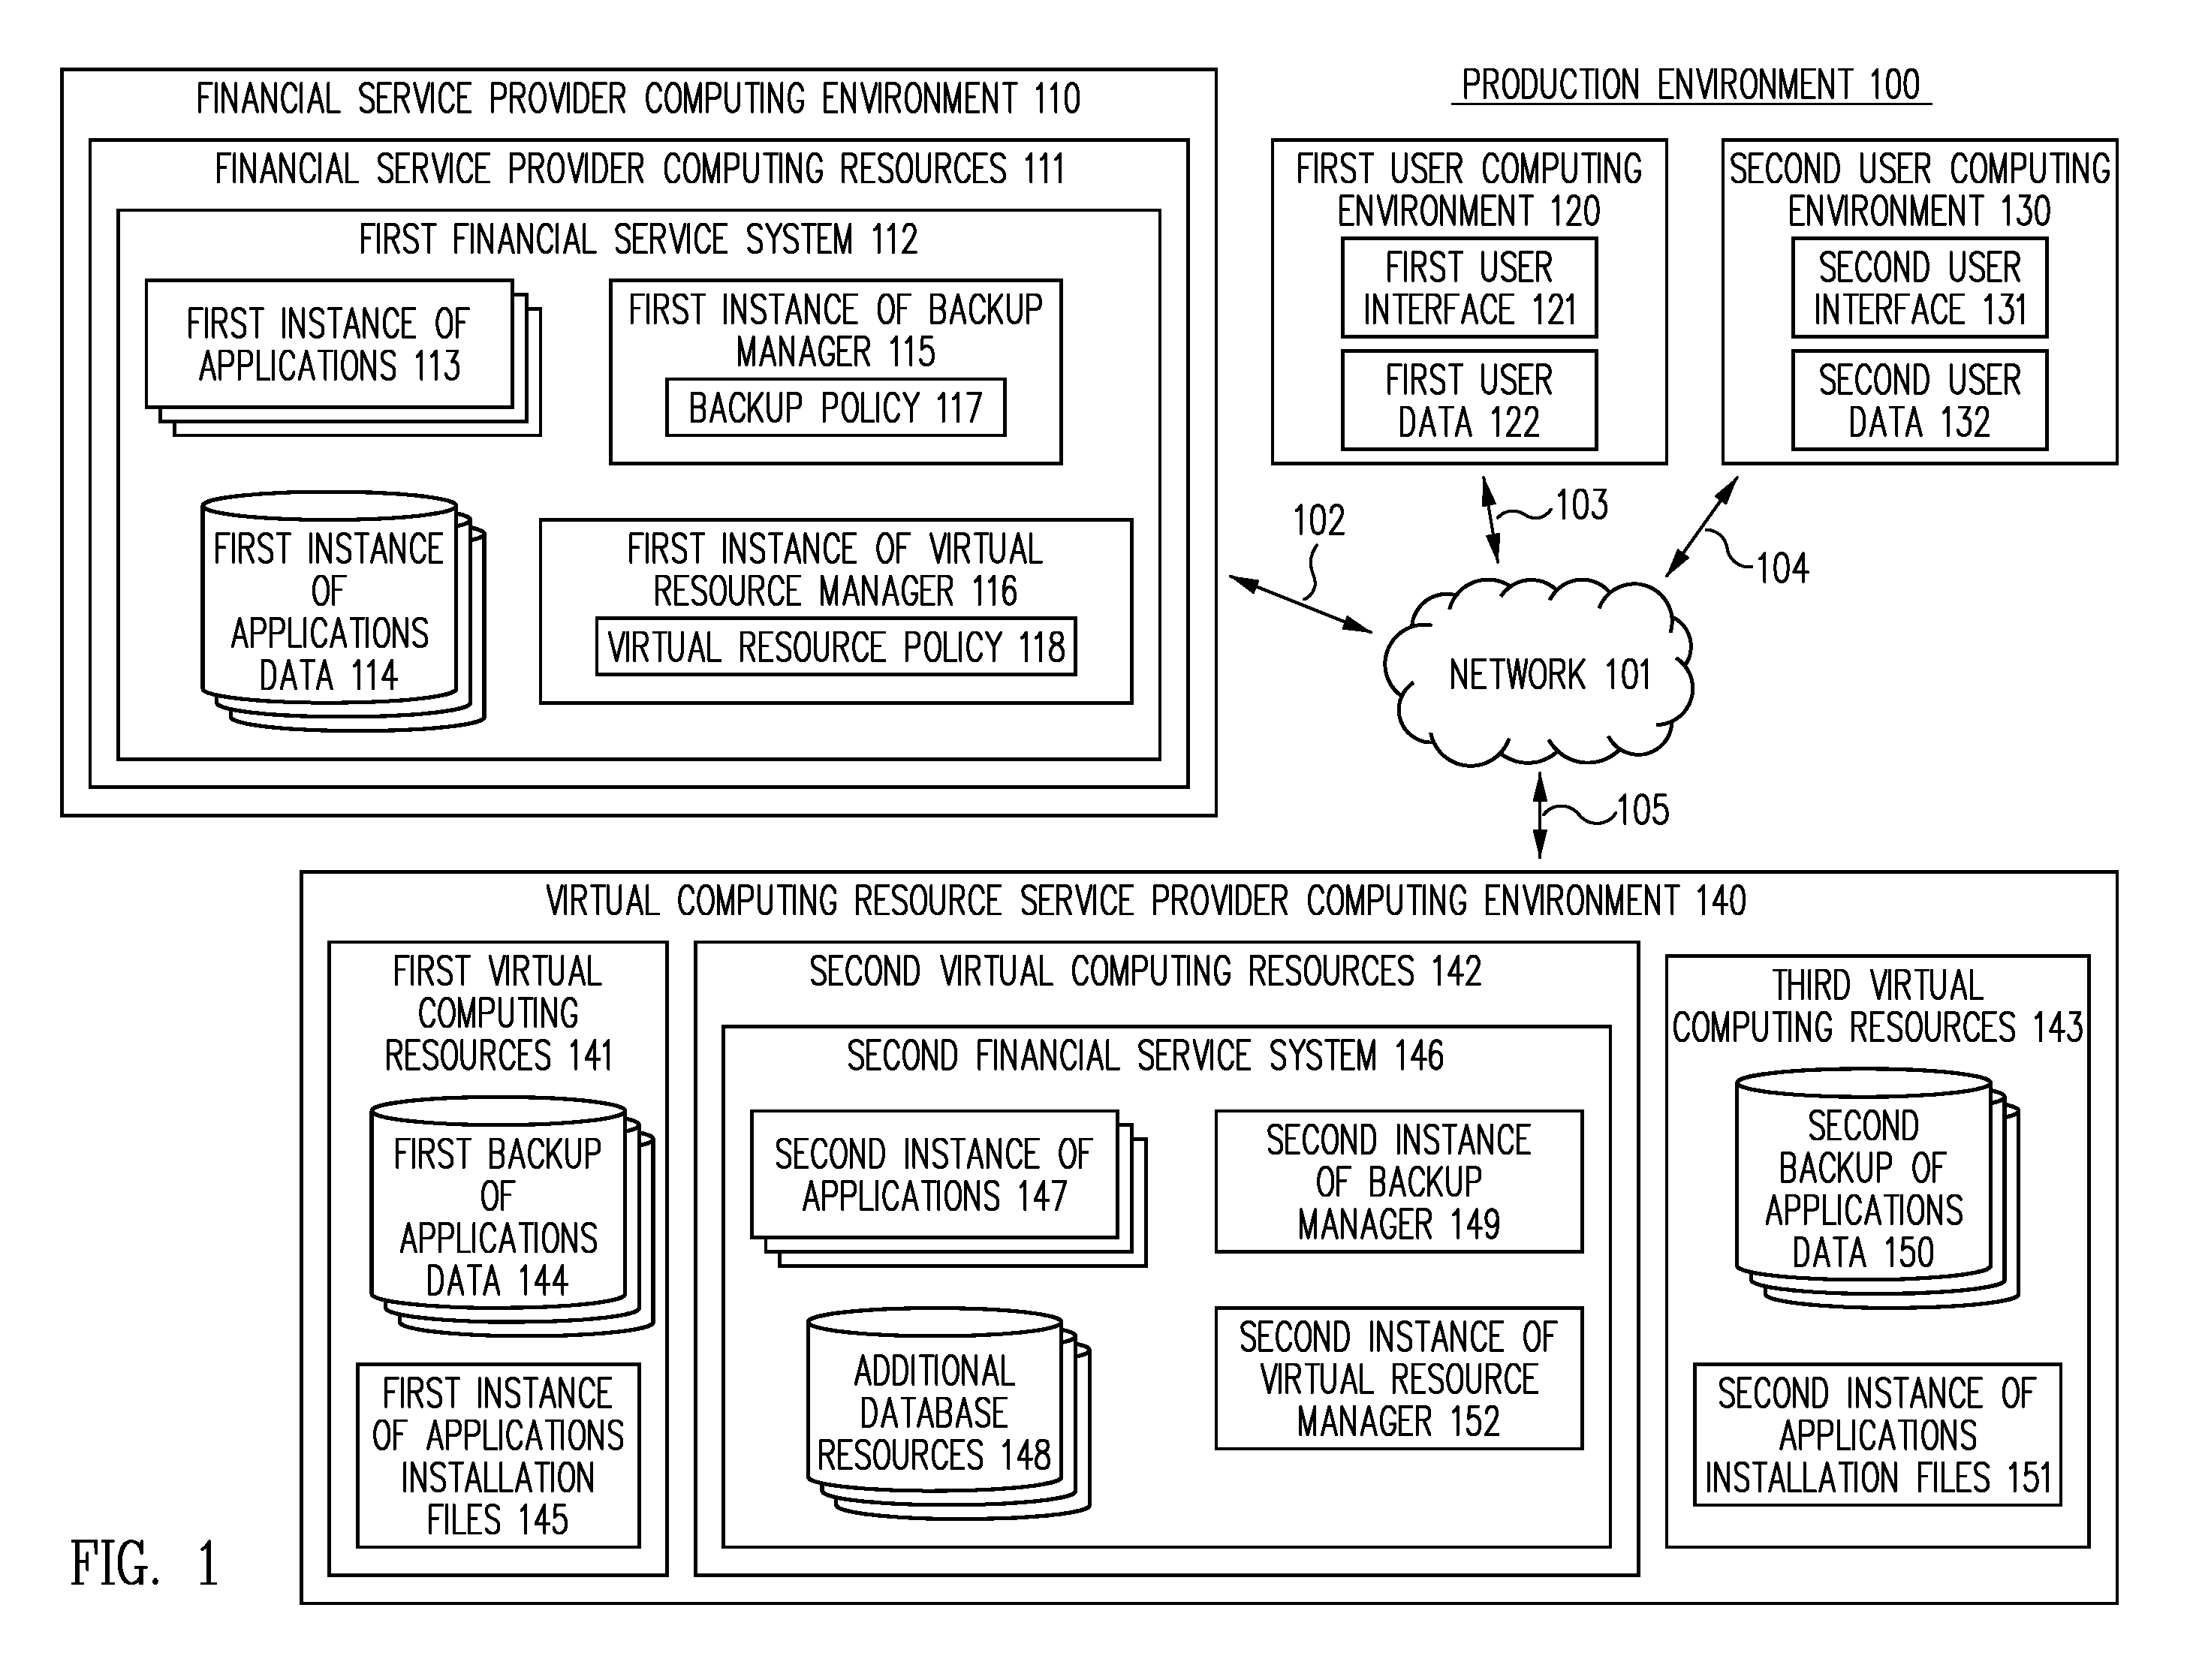 FINANCIAL SERVICE PROVIDER COMPUTING ENVIRONMENT 110
FINANCIAL SERVICE PROVIDER COMPUTING RESOURCES 111
FIRST FINANCIAL SERVICE SYSTEM 112
FIRST INSTANCE OF
APPLICATIONS 113
FIRST INSTANCE OF BACKUP
MANAGER 115
BACKUP POLICY 117
FIRST INSTANCE
OF
APPLICATIONS
DATA 114
FIRST INSTANCE OF VIRTUAL
RESOURCE MANAGER 116
VIRTUAL RESOURCE POLICY 118
PRODUCTION ENVIRONMENT 100
FIRST USER COMPUTING
ENVIRONMENT 120
FIRST USER
INTERFACE 121
FIRST USER
DATA 122
SECOND USER COMPUTING
ENVIRONMENT 130
SECOND USER
INTERFACE 131
SECOND USER
DATA 132
102
103
104
NETWORK 101
105
VIRTUAL COMPUTING RESOURCE SERVICE PROVIDER COMPUTING ENVIRONMENT 140
FIRST VIRTUAL
COMPUTING
RESOURCES 141
FIRST BACKUP
OF
APPLICATIONS
DATA 144
FIRST INSTANCE
OF APPLICATIONS
INSTALLATION
FILES 145
SECOND VIRTUAL COMPUTING RESOURCES 142
SECOND FINANCIAL SERVICE SYSTEM 146
SECOND INSTANCE OF
APPLICATIONS 147
SECOND INSTANCE
OF BACKUP
MANAGER 149
ADDITIONAL
DATABASE
RESOURCES 148
SECOND INSTANCE OF
VIRTUAL RESOURCE
MANAGER 152
THIRD VIRTUAL
COMPUTING RESOURCES 143
SECOND
BACKUP OF
APPLICATIONS
DATA 150
SECOND INSTANCE OF
APPLICATIONS
INSTALLATION FILES 151
FIG. 1